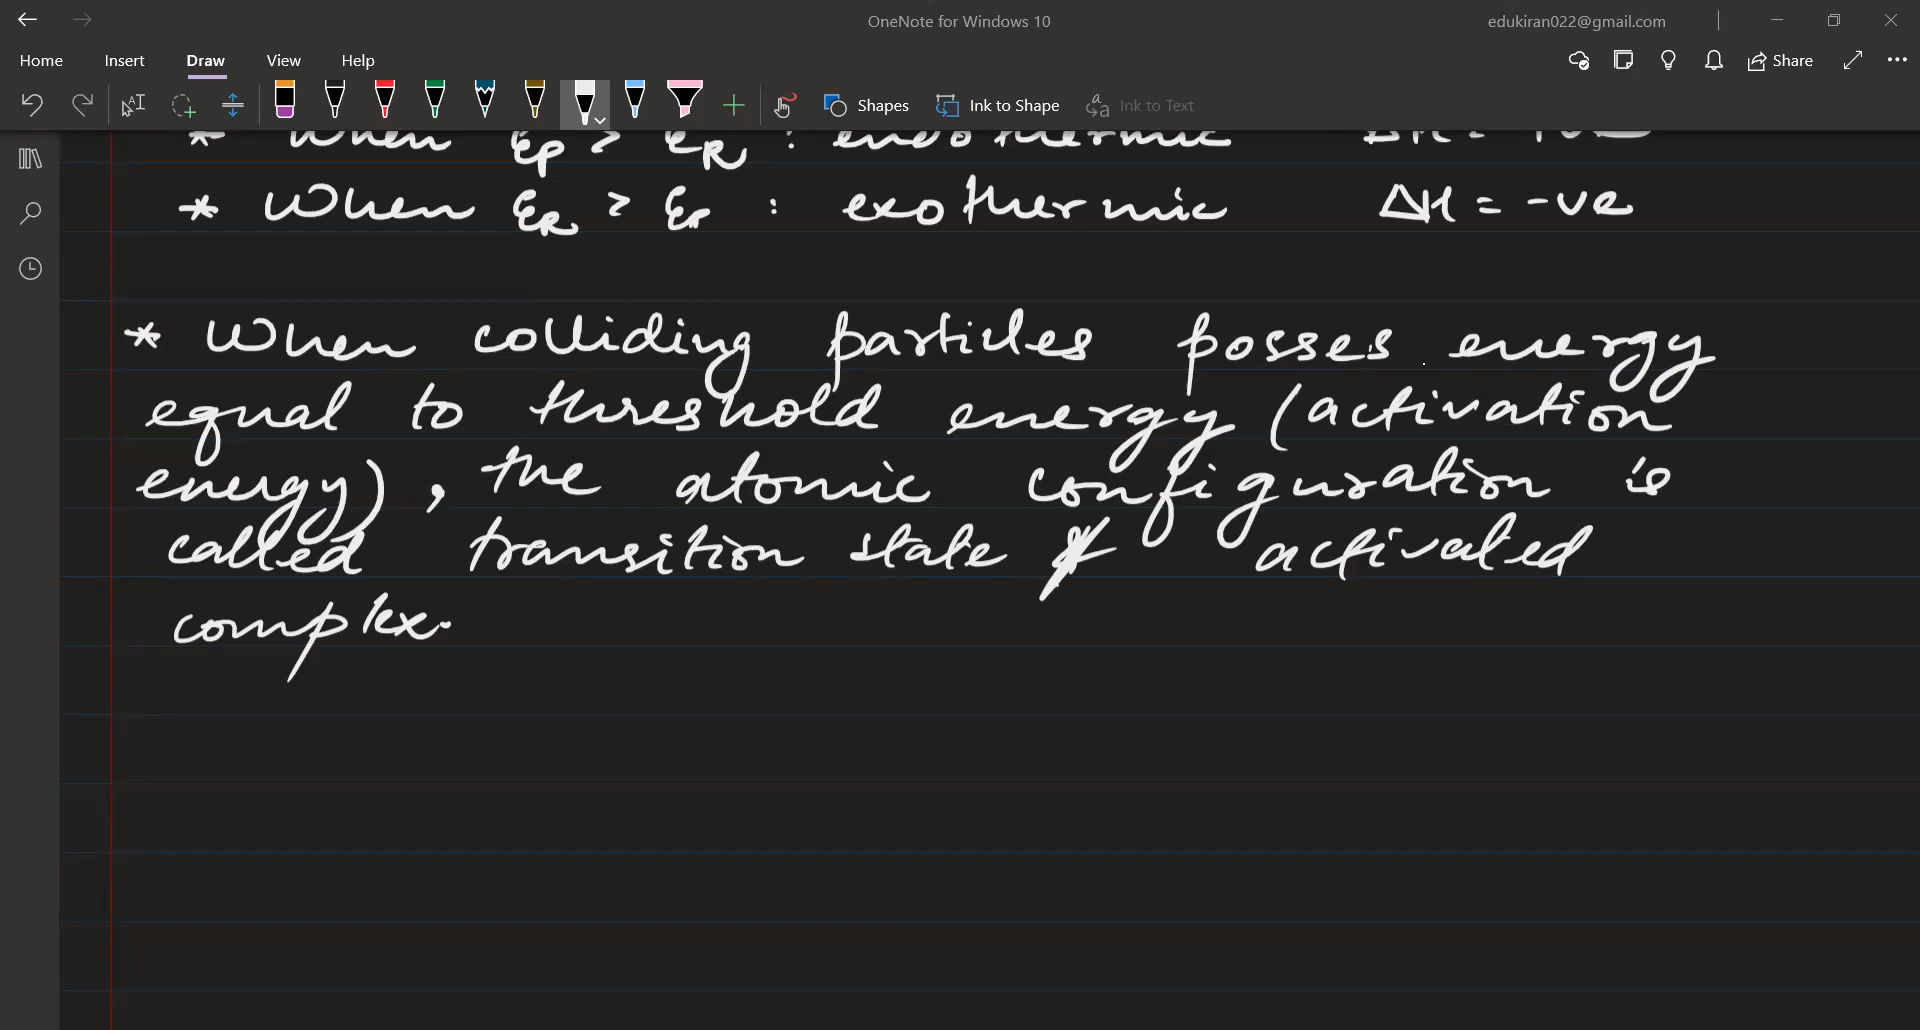 OneNote for Windows 10
edukiran022@gmail.com
Home Insert Draw View Help
Share
Shapes Ink to Shape Ink to Text
* When Ep > ER : endothermic ΔH = +ve
* When ER > Ep : exothermic ΔH = -ve
* When colliding particles posses energy
equal to threshold energy (activation
energy), the atomic configuration is
called transition state / activated
complex.